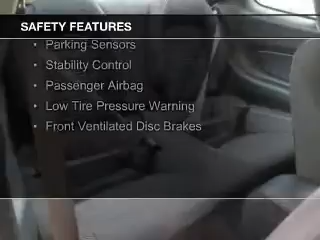 SAFETY FEATURES
• Parking Sensors
• Stability Control
• Passenger Airbag
• Low Tire Pressure Warning
• Front Ventilated Disc Brakes